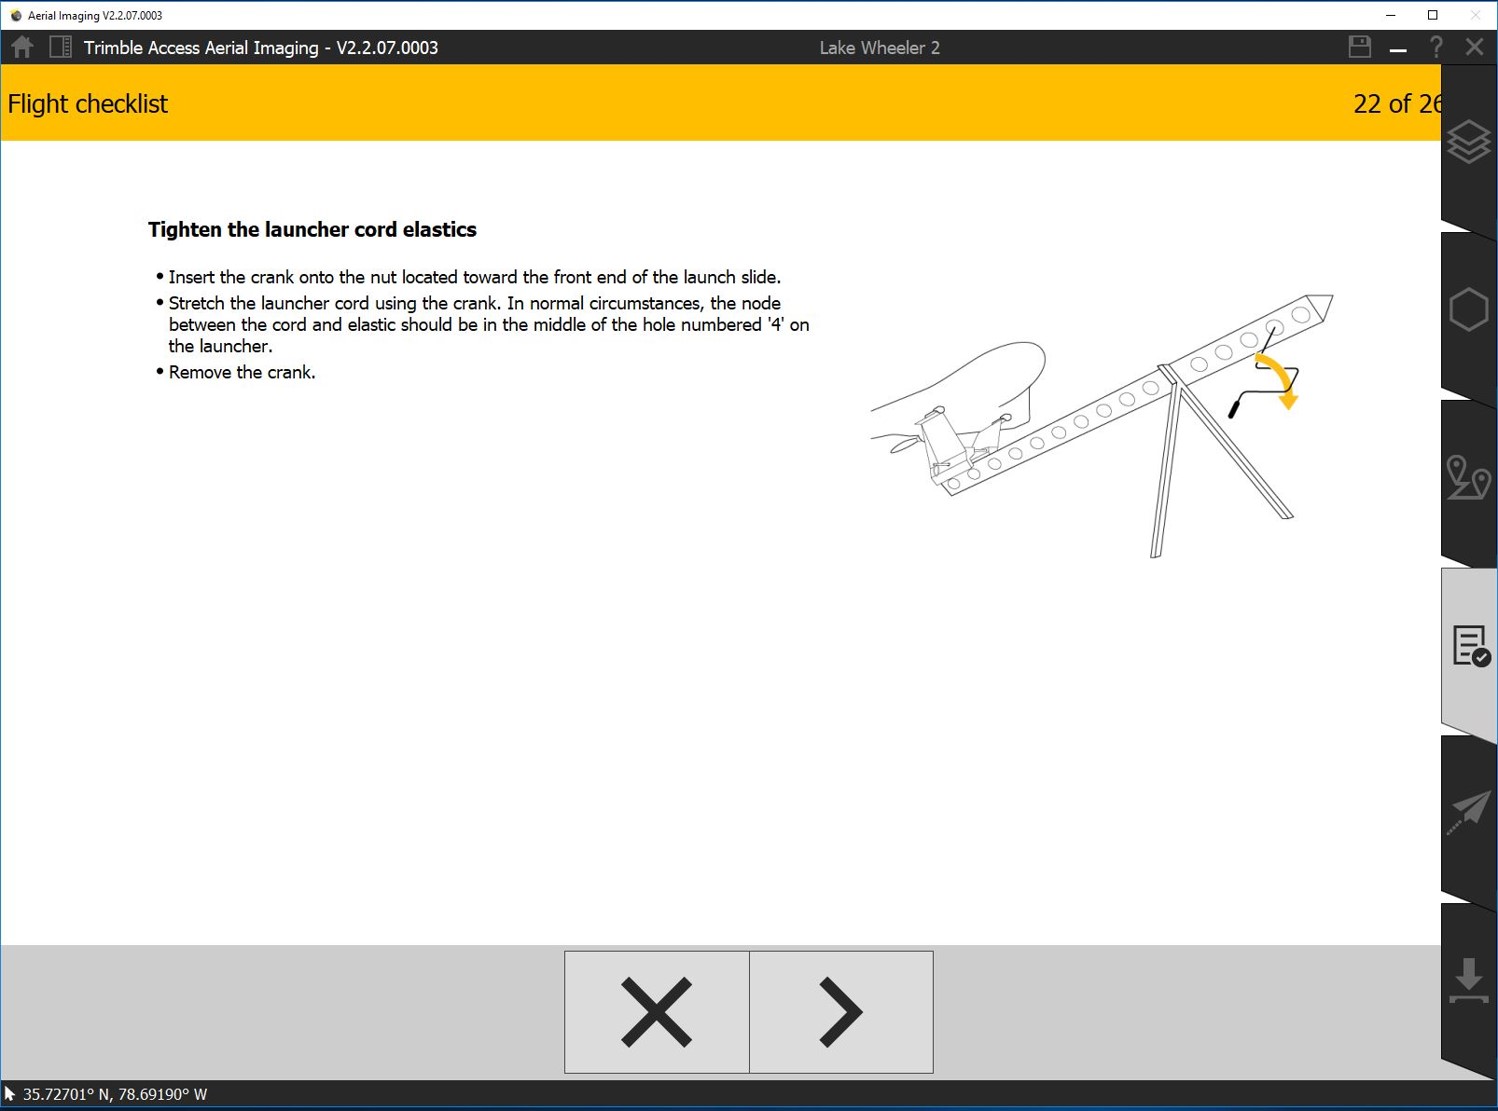 Aerial Imaging V2.2.07.0003
Trimble Access Aerial Imaging - V2.2.07.0003
Lake Wheeler 2
Flight checklist
22 of 26
Tighten the launcher cord elastics
• Insert the crank onto the nut located toward the front end of the launch slide.
• Stretch the launcher cord using the crank. In normal circumstances, the node
between the cord and elastic should be in the middle of the hole numbered '4' on
the launcher.
• Remove the crank.
35.72701° N, 78.69190° W